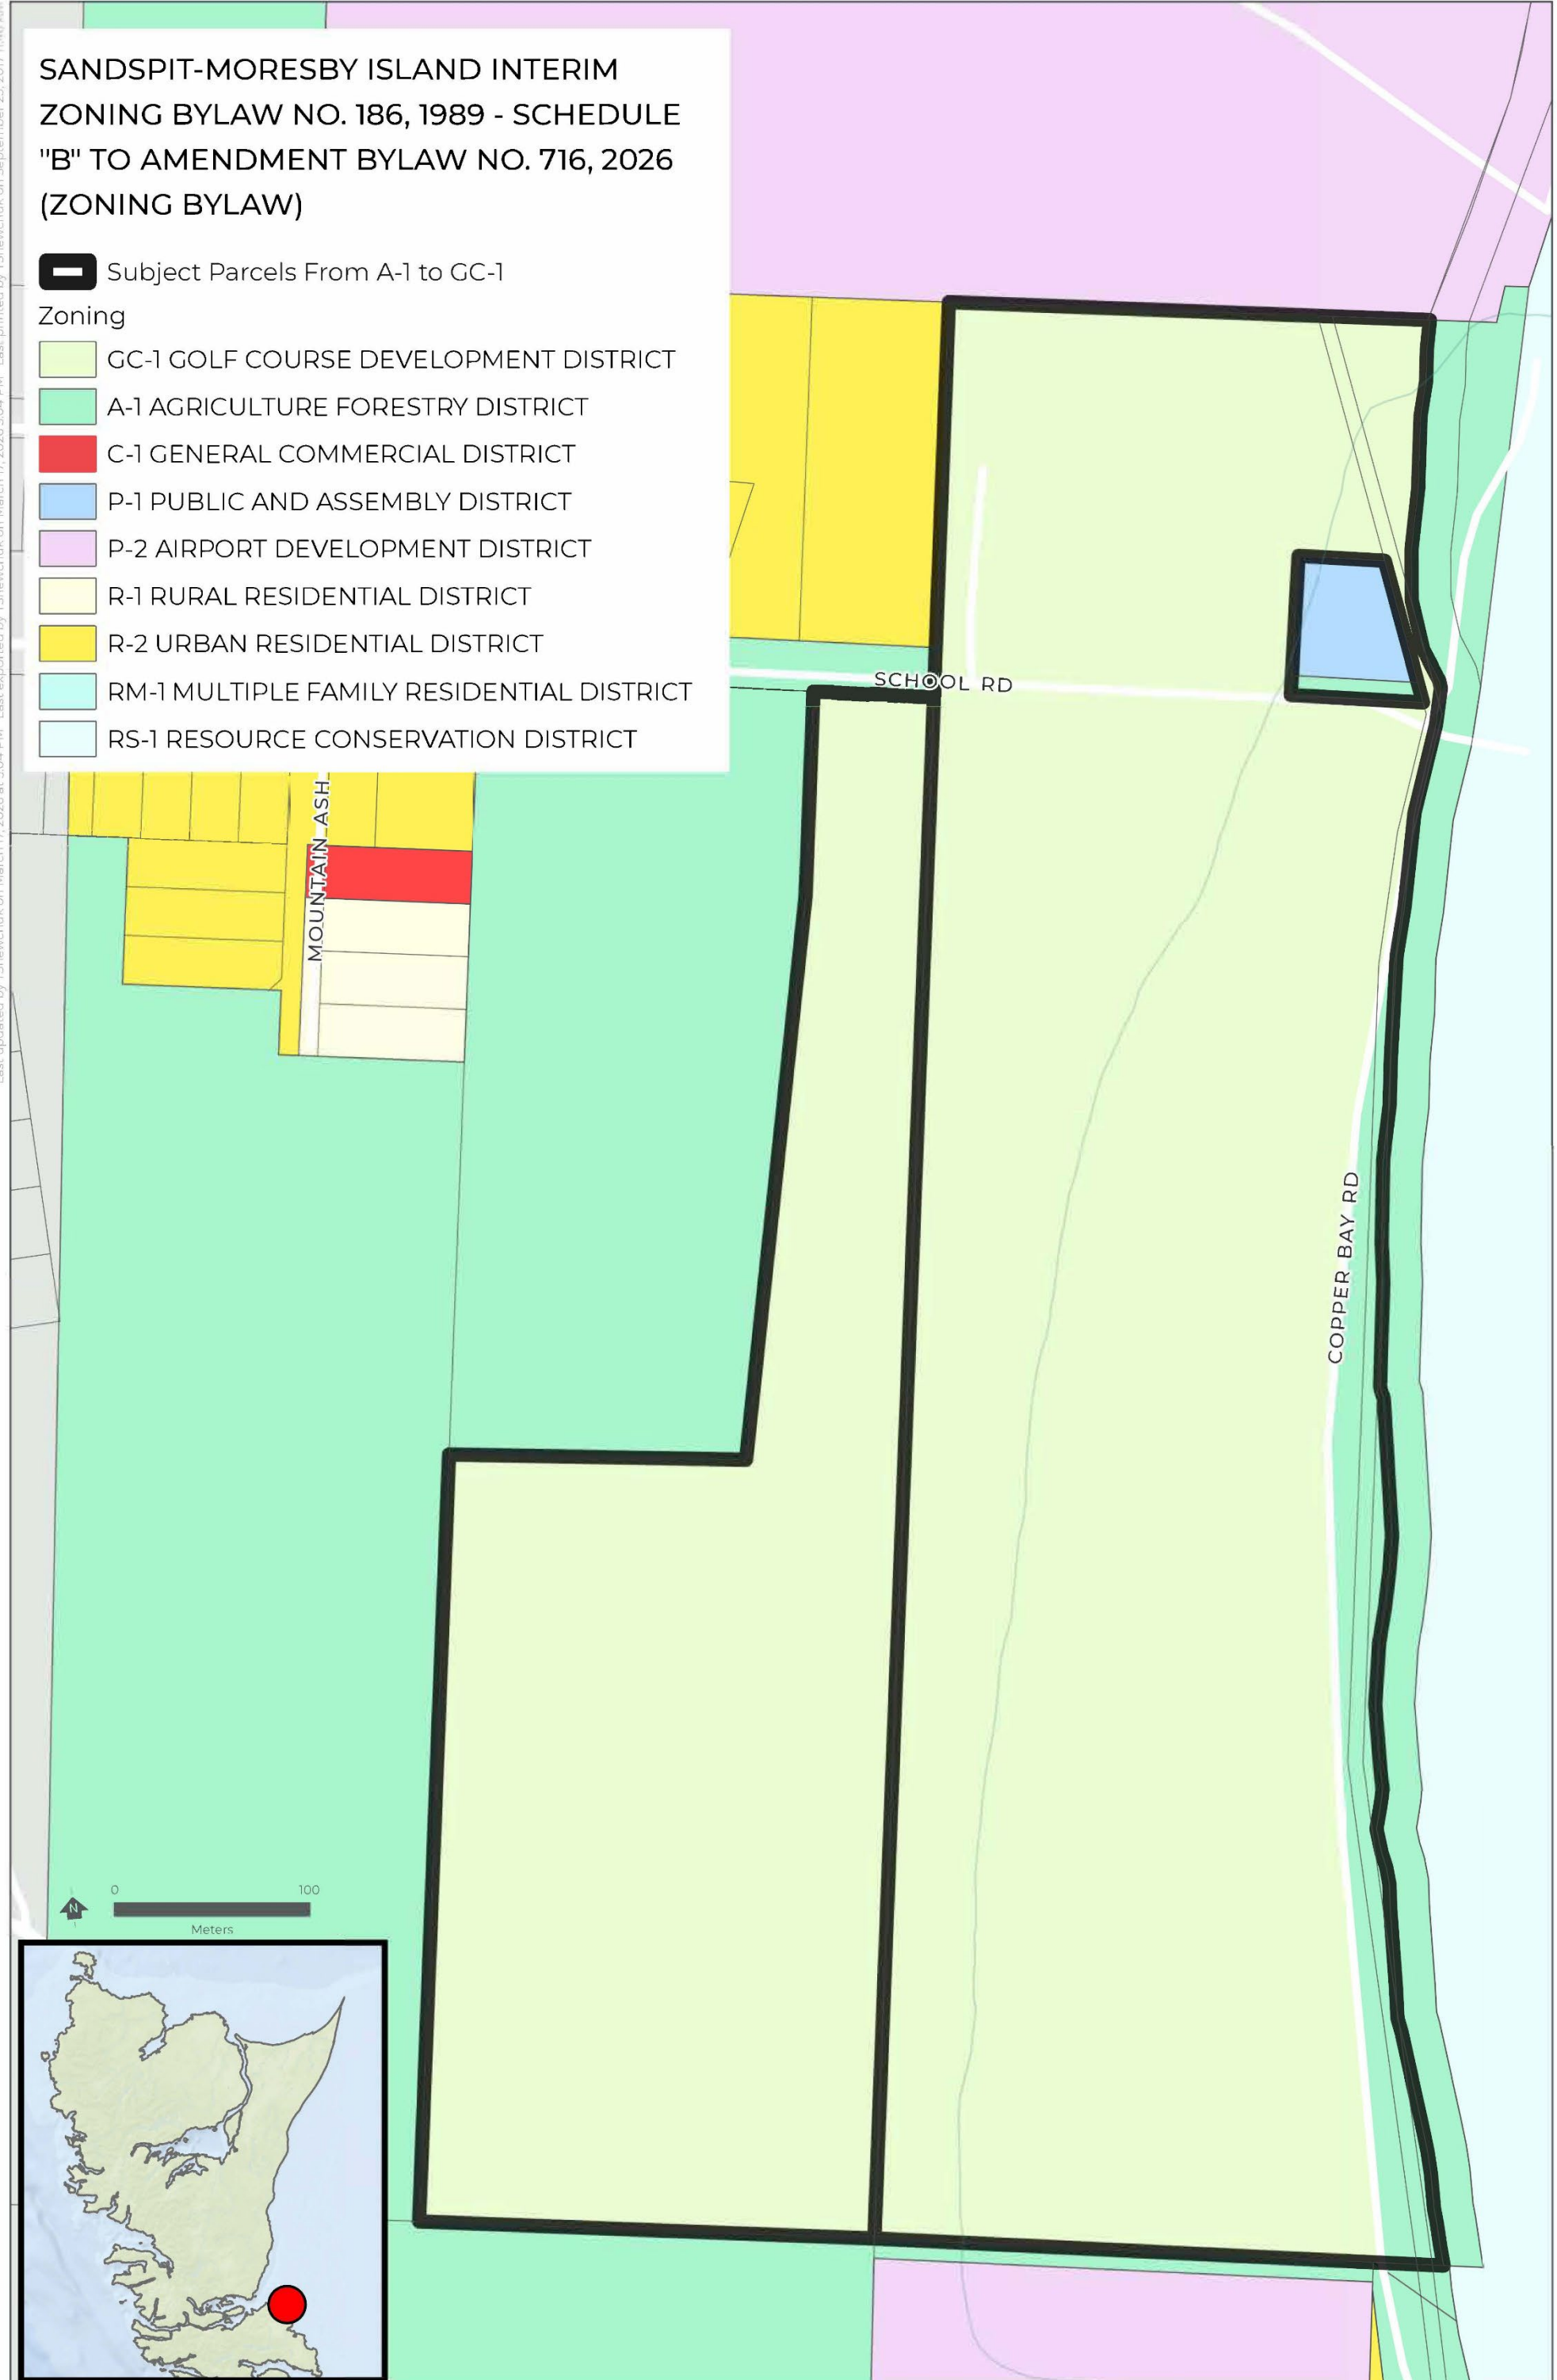 SANDSPIT-MORESBY ISLAND INTERIM
ZONING BYLAW NO. 186, 1989 - SCHEDULE
"B" TO AMENDMENT BYLAW NO. 716, 2026
(ZONING BYLAW)
Subject Parcels From A-1 to GC-1
Zoning
GC-1 GOLF COURSE DEVELOPMENT DISTRICT
A-1 AGRICULTURE FORESTRY DISTRICT
C-1 GENERAL COMMERCIAL DISTRICT
P-1 PUBLIC AND ASSEMBLY DISTRICT
P-2 AIRPORT DEVELOPMENT DISTRICT
R-1 RURAL RESIDENTIAL DISTRICT
R-2 URBAN RESIDENTIAL DISTRICT
RM-1 MULTIPLE FAMILY RESIDENTIAL DISTRICT
RS-1 RESOURCE CONSERVATION DISTRICT
SCHOOL RD
MOUNTAIN ASH
COPPER BAY RD
N
0 100
Meters